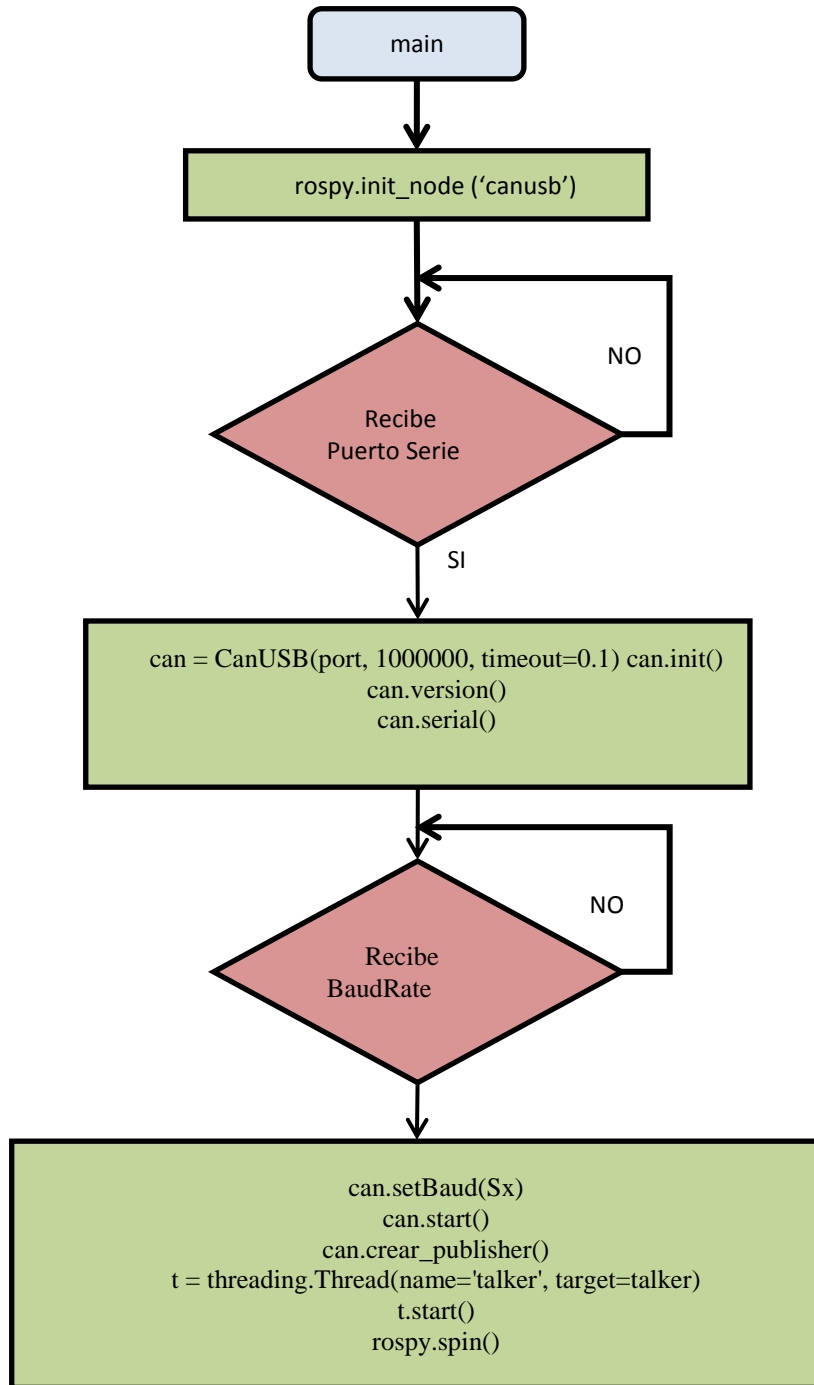 main
rospy.init_node (‘canusb’)
NO
Recibe
Puerto Serie
SI
can = CanUSB(port, 1000000, timeout=0.1) can.init()
can.version()
can.serial()
NO
Recibe
BaudRate
can.setBaud(Sx)
can.start()
can.crear_publisher()
t = threading.Thread(name='talker', target=talker)
t.start()
rospy.spin()